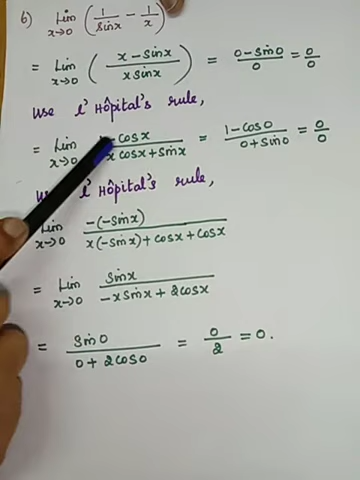 6) Lim x→0 (1/sinx - 1/x)
= Lim x→0 (x - sinx / x sinx) = 0 - sin0 / 0 = 0/0
Use l' Hôpital's rule,
= Lim x→0 - cosx / x cosx + sinx = 1 - cos0 / 0 + sin0 = 0/0
l' Hôpital's rule,
Lim x→0 -(-sinx) / x(-sinx) + cosx + cosx
= Lim x→0 sinx / -x sinx + 2cosx
= sin0 / 0 + 2cos0 = 0/2 = 0.